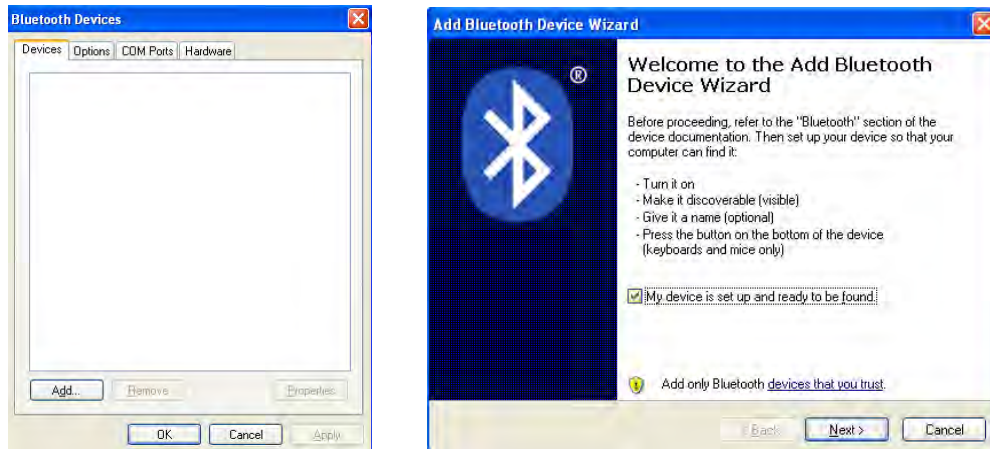 Bluetooth Devices
Devices
Options
COM Ports
Hardware
Add...
Remove
Properties
OK
Cancel
Apply
Add Bluetooth Device Wizard
®
Welcome to the Add Bluetooth
Device Wizard
Before proceeding, refer to the "Bluetooth" section of the
device documentation. Then set up your device so that your
computer can find it:
- Turn it on
- Make it discoverable (visible)
- Give it a name (optional)
- Press the button on the bottom of the device
(keyboards and mice only)
My device is set up and ready to be found.
Add only Bluetooth devices that you trust.
< Back
Next >
Cancel